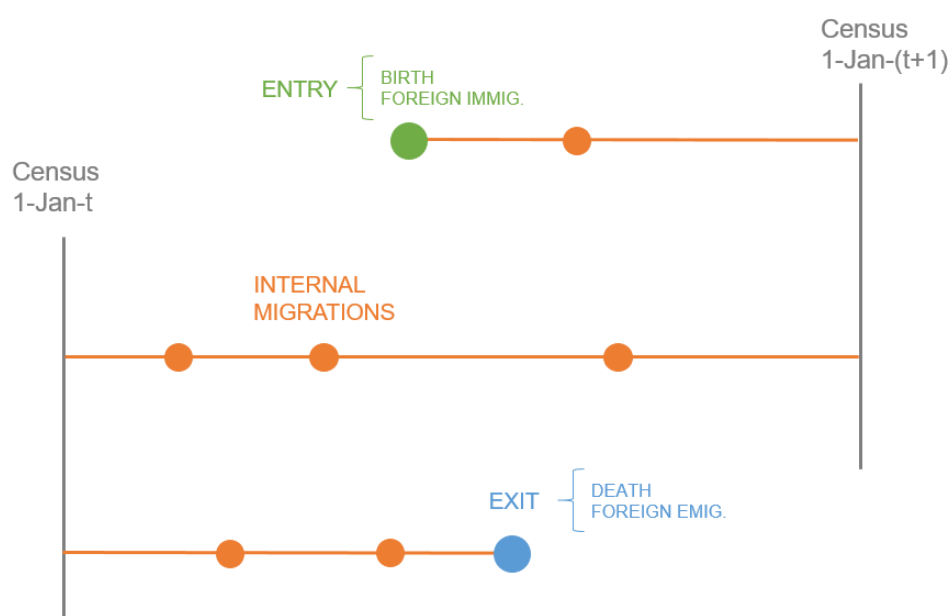 Census
1-Jan-(t+1)
ENTRY
BIRTH
FOREIGN IMMIG.
Census
1-Jan-t
INTERNAL
MIGRATIONS
EXIT
DEATH
FOREIGN EMIG.